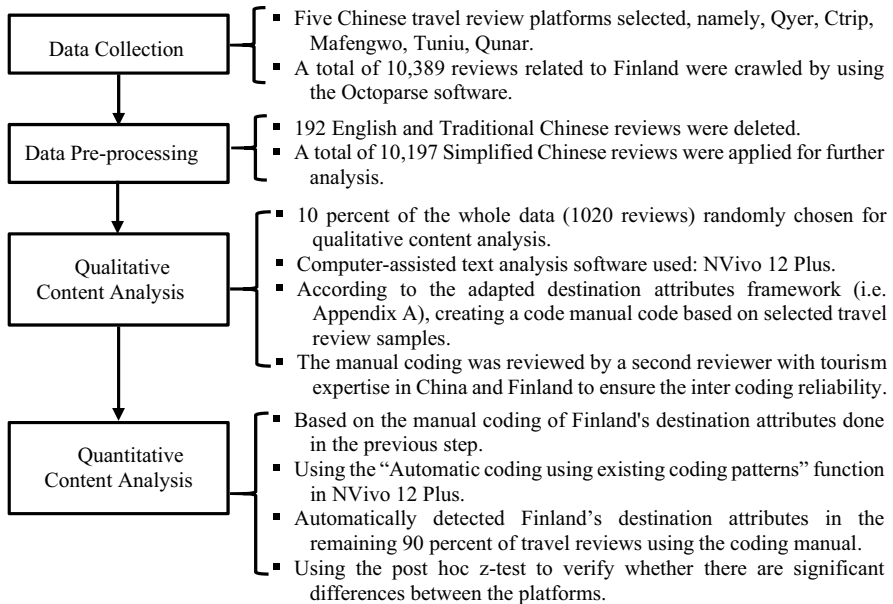 Data Collection
▪ Five Chinese travel review platforms selected, namely, Qyer, Ctrip,
Mafengwo, Tuniu, Qunar.
▪ A total of 10,389 reviews related to Finland were crawled by using
the Octoparse software.
Data Pre-processing
▪ 192 English and Traditional Chinese reviews were deleted.
▪ A total of 10,197 Simplified Chinese reviews were applied for further
analysis.
Qualitative
Content Analysis
▪ 10 percent of the whole data (1020 reviews) randomly chosen for
qualitative content analysis.
▪ Computer-assisted text analysis software used: NVivo 12 Plus.
▪ According to the adapted destination attributes framework (i.e.
Appendix A), creating a code manual code based on selected travel
review samples.
▪ The manual coding was reviewed by a second reviewer with tourism
expertise in China and Finland to ensure the inter coding reliability.
Quantitative
Content Analysis
▪ Based on the manual coding of Finland's destination attributes done
in the previous step.
▪ Using the “Automatic coding using existing coding patterns” function
in NVivo 12 Plus.
▪ Automatically detected Finland’s destination attributes in the
remaining 90 percent of travel reviews using the coding manual.
▪ Using the post hoc z-test to verify whether there are significant
differences between the platforms.